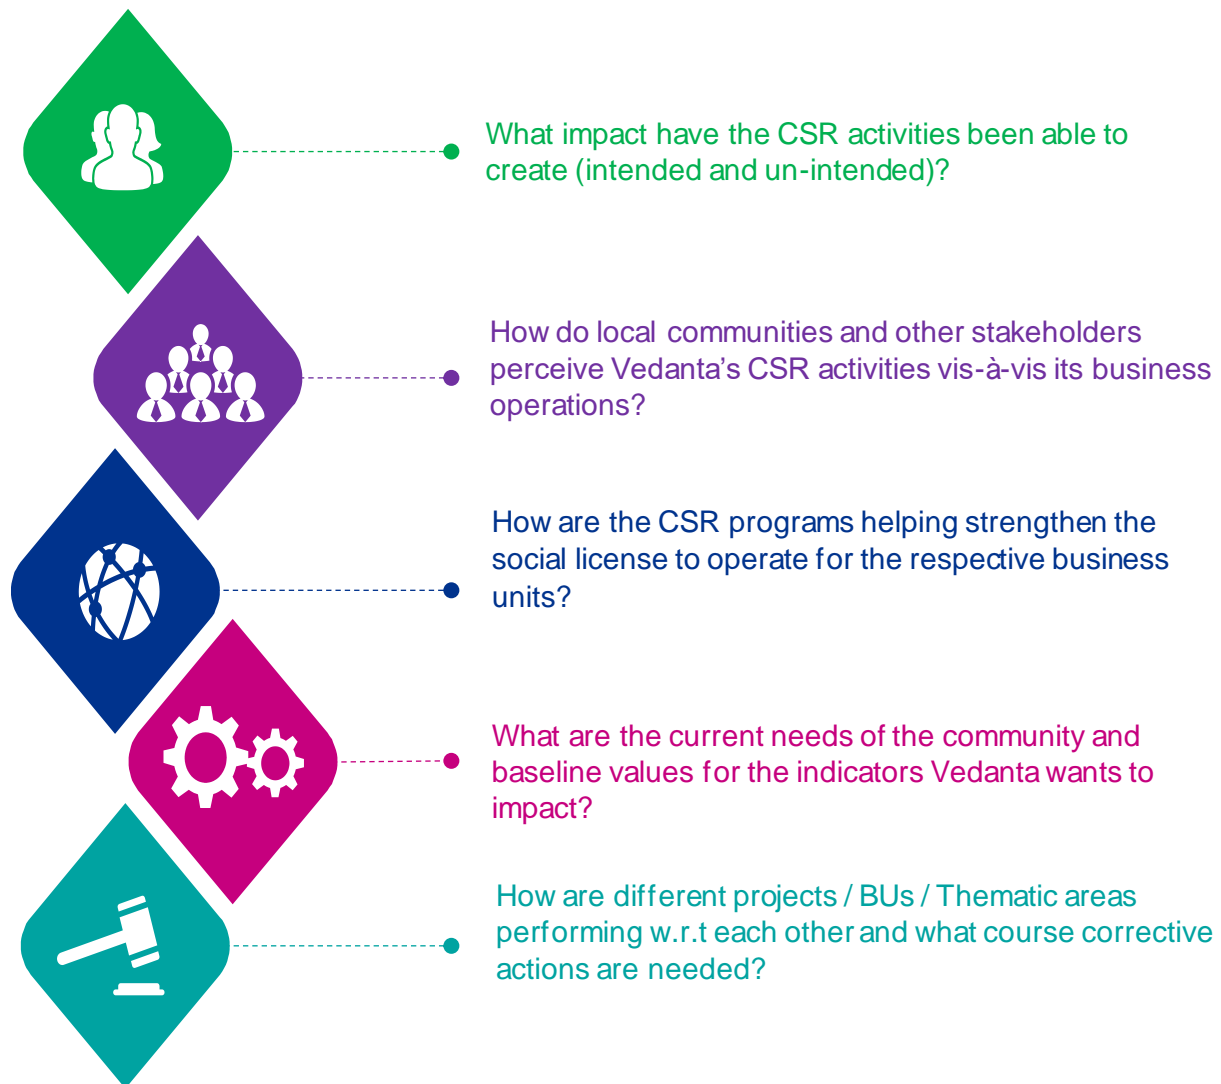 What impact have the CSR activities been able to
create (intended and un-intended)?
How do local communities and other stakeholders
perceive Vedanta’s CSR activities vis-à-vis its business
operations?
How are the CSR programs helping strengthen the
social license to operate for the respective business
units?
What are the current needs of the community and
baseline values for the indicators Vedanta wants to
impact?
How are different projects / BUs / Thematic areas
performing w.r.t each other and what course corrective
actions are needed?